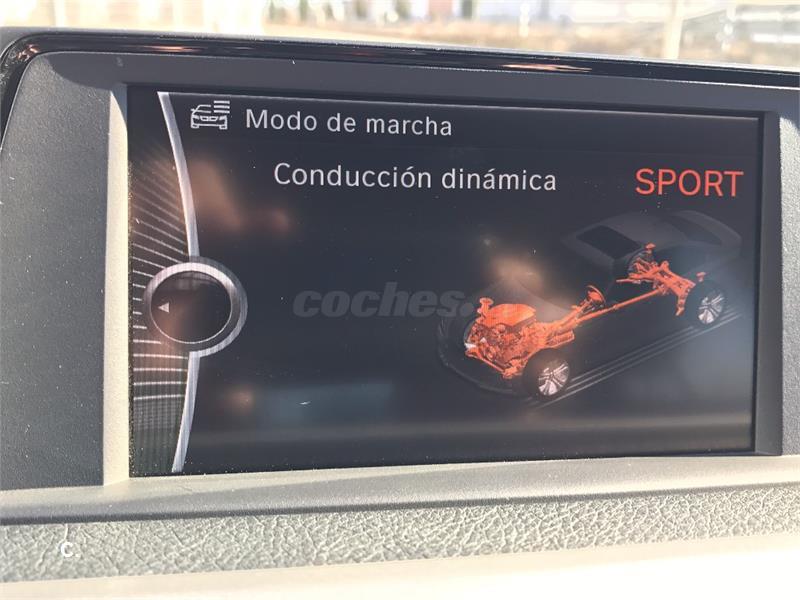 Modo de marcha
Conducción dinámica SPORT
coches.
c.